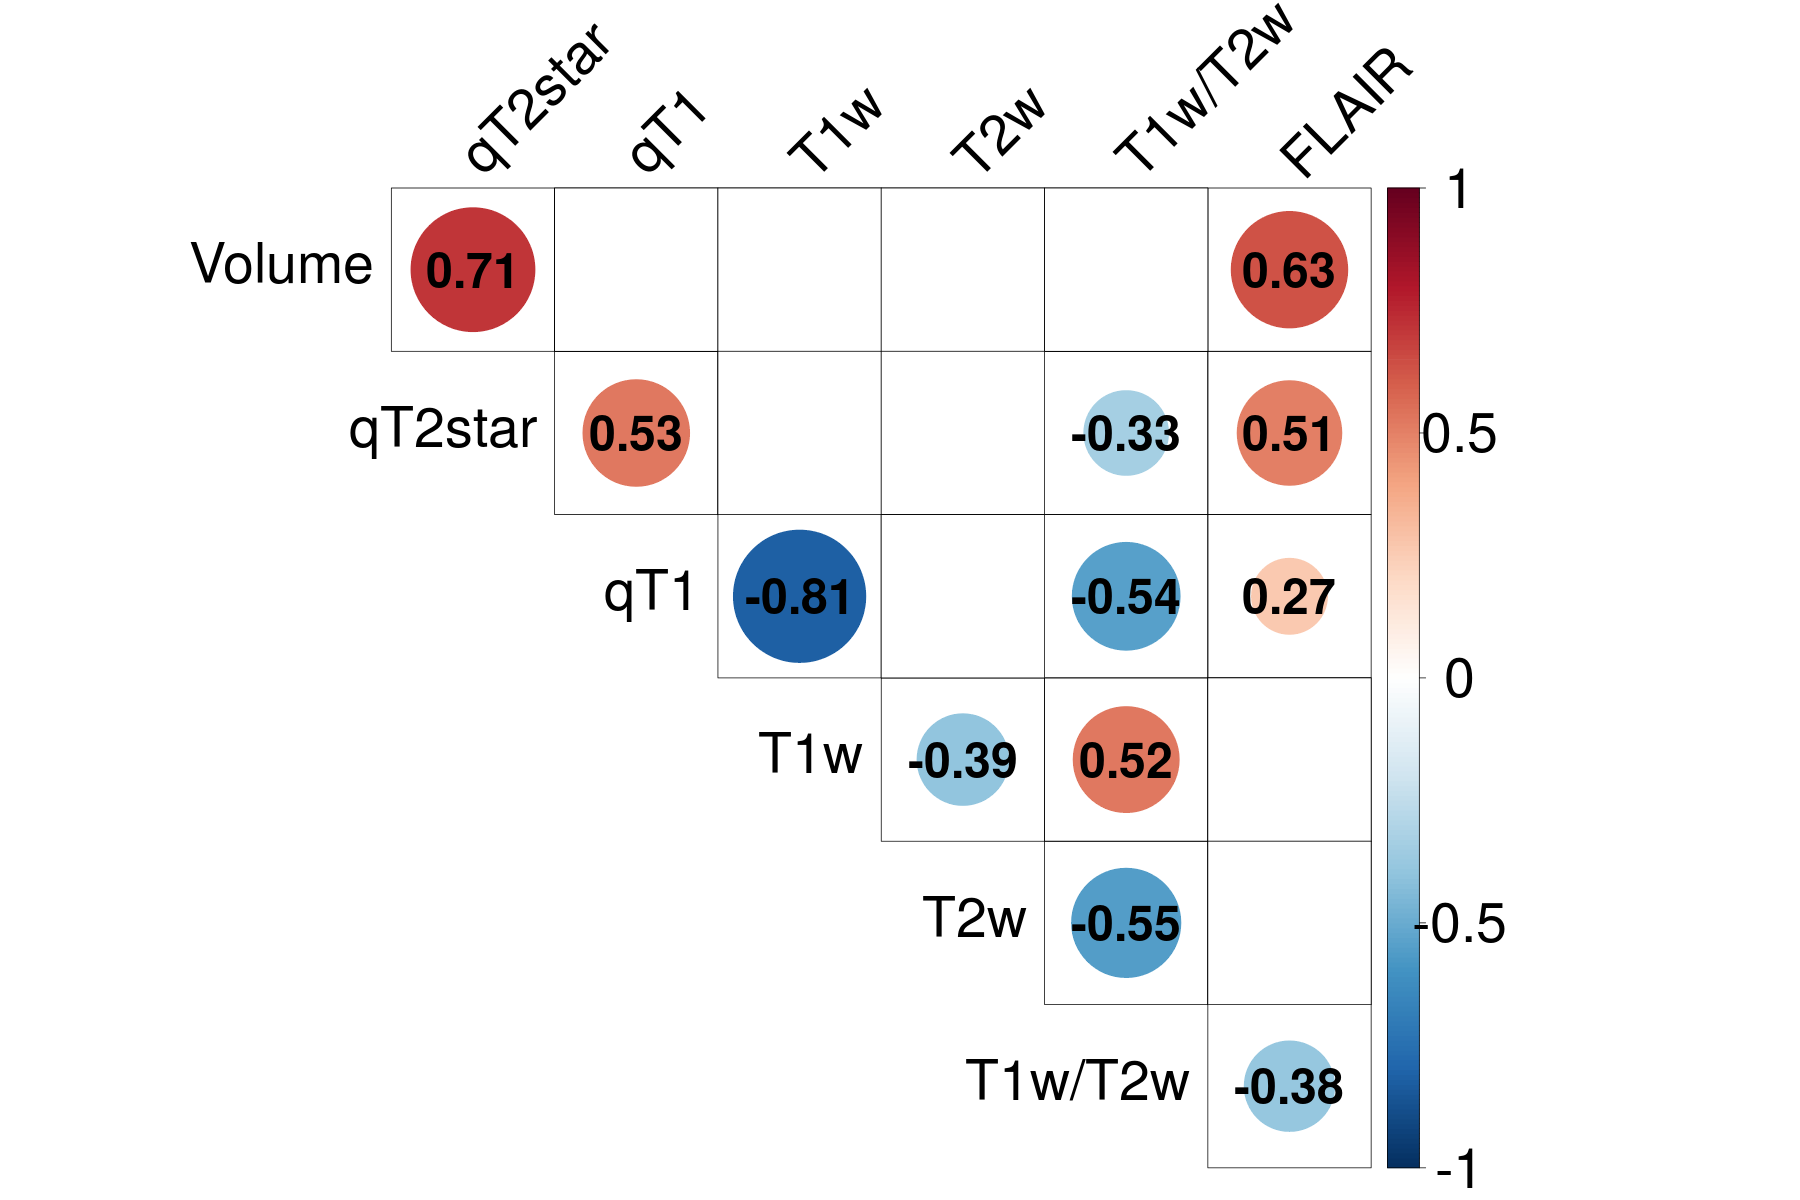 qT2star qT1 T1w T2w T1w/T2w FLAIR
1
Volume 0.71 0.63
qT2star 0.53 -0.33 0.51 0.5
qT1 -0.81 -0.54 0.27
0
T1w -0.39 0.52
T2w -0.55 -0.5
T1w/T2w -0.38
-1